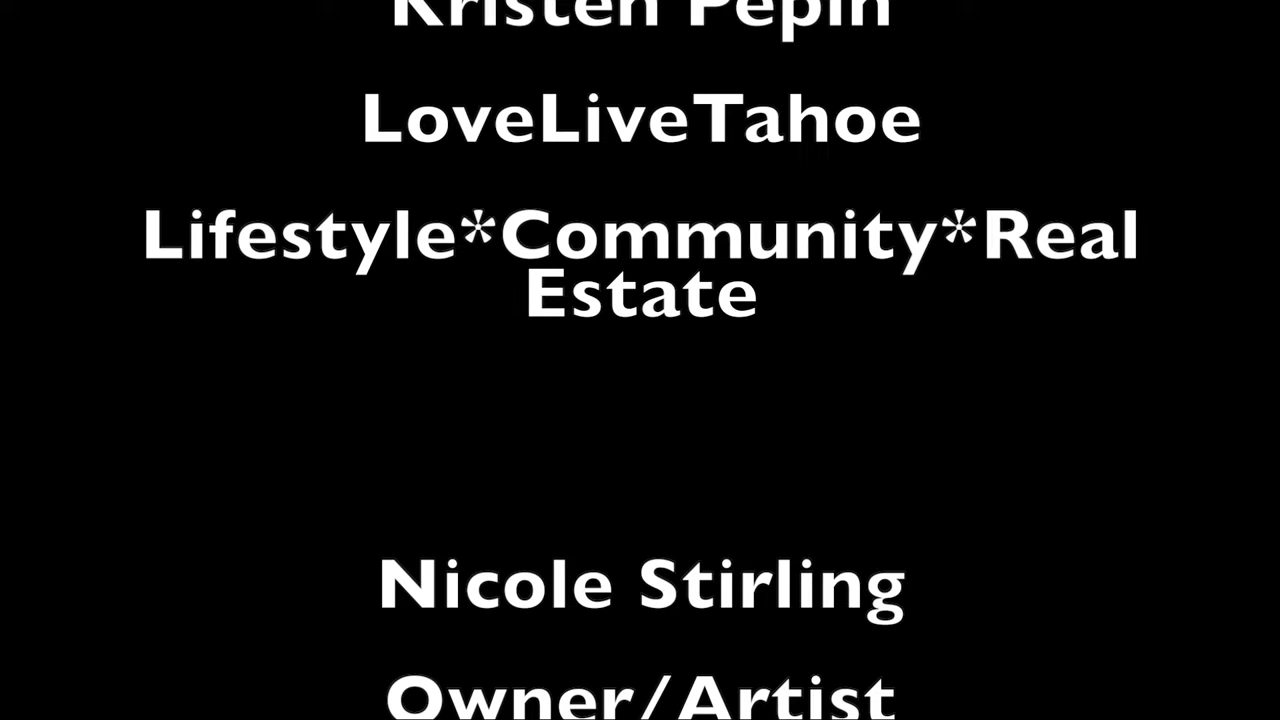 Kristen Pepin
LoveLiveTahoe
Lifestyle*Community*Real
Estate
Nicole Stirling
Owner/Artist